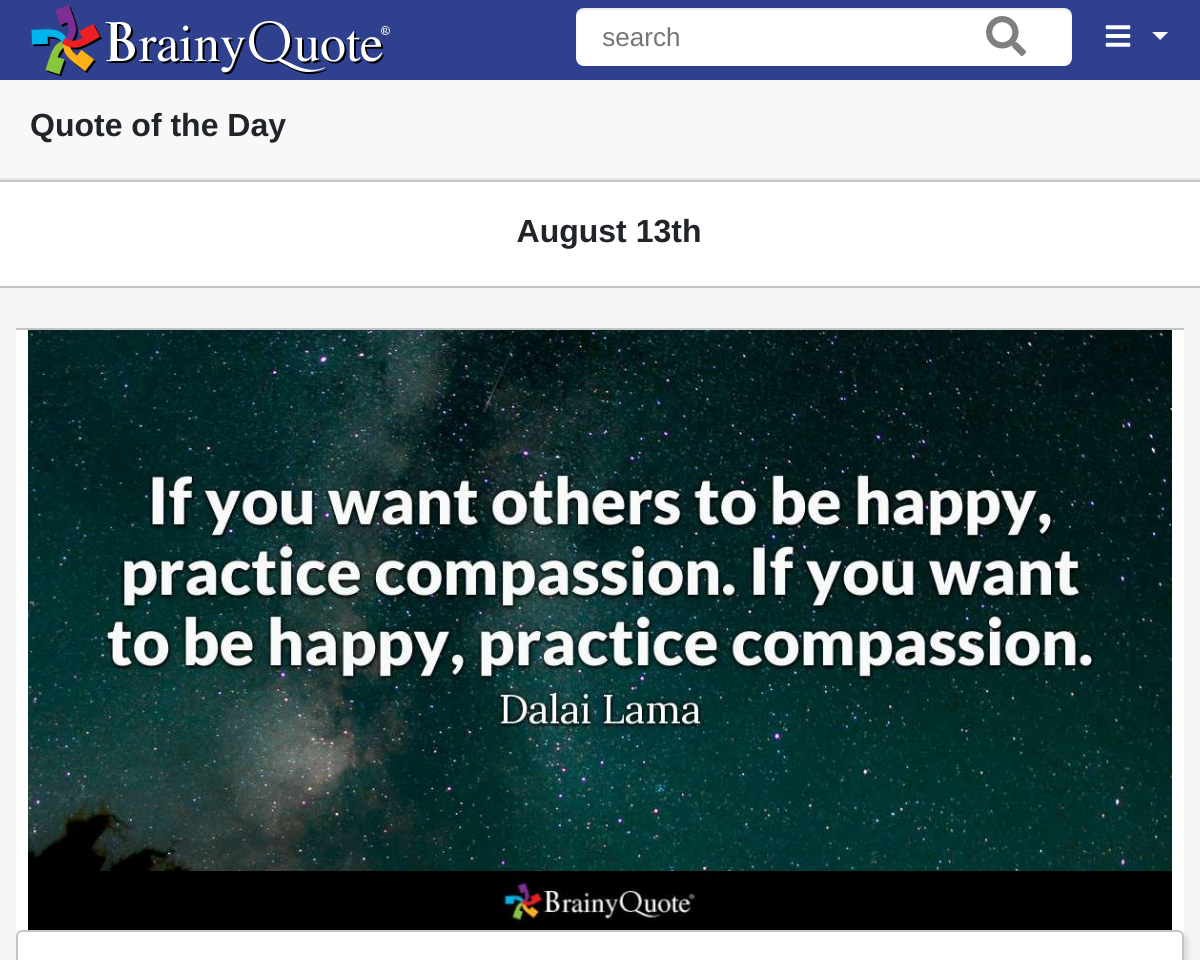 BrainyQuote®
search
Quote of the Day
August 13th
If you want others to be happy,
practice compassion. If you want
to be happy, practice compassion.
Dalai Lama
BrainyQuote®